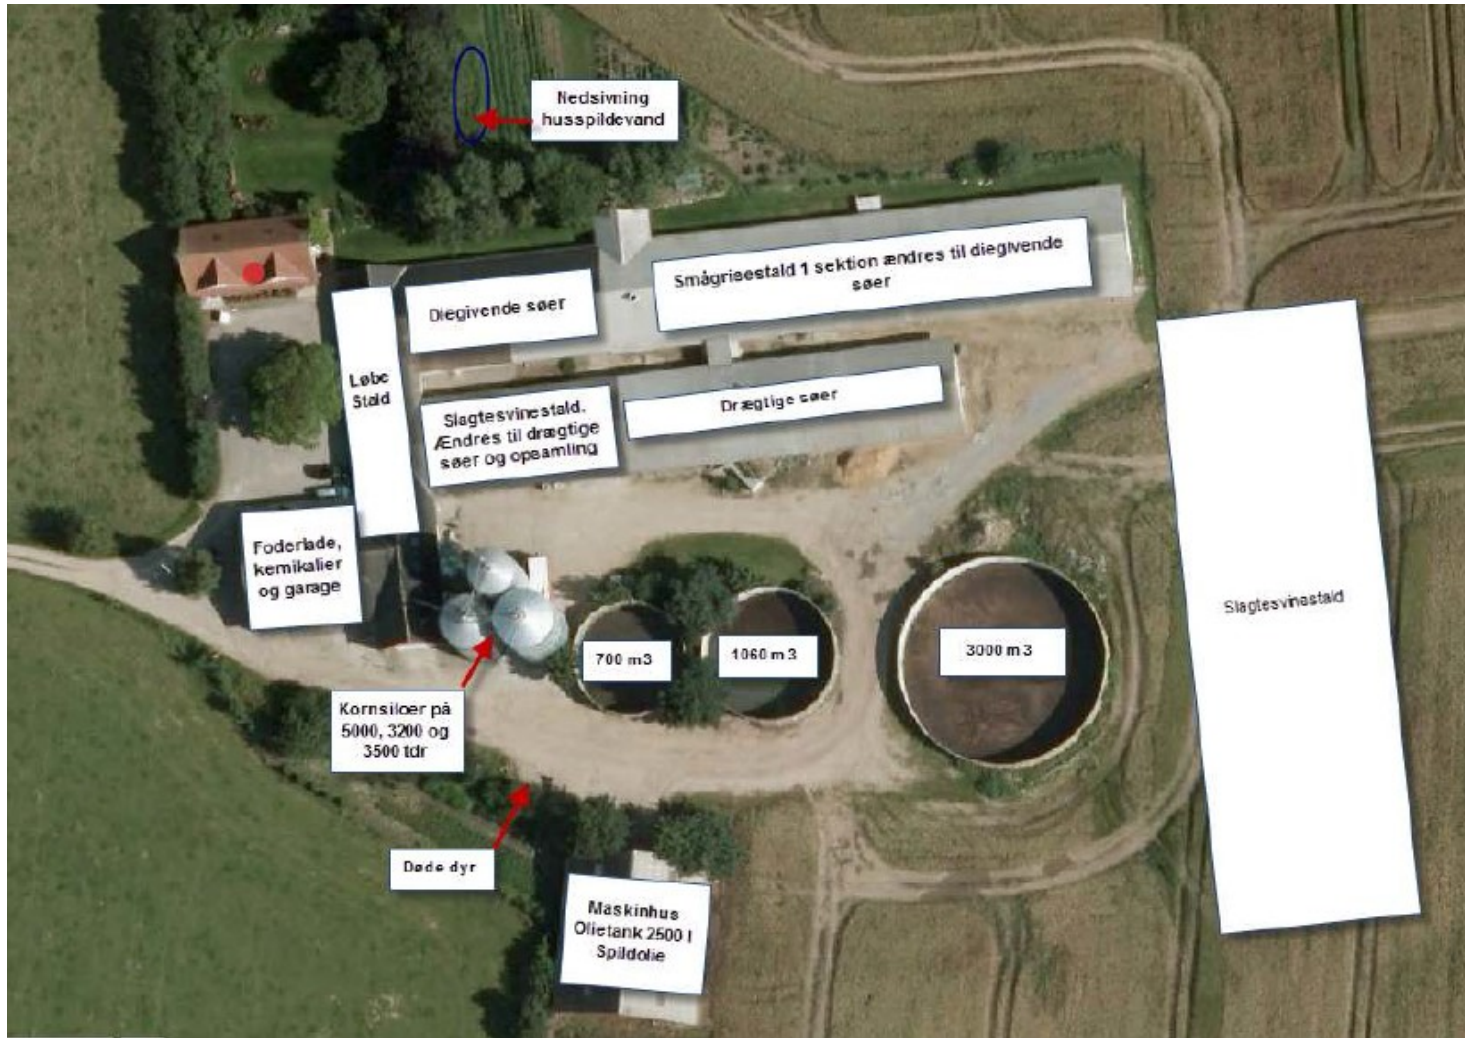 Nedsivning
husspildevand
Smågrisestald 1 sektion ændres til diegivende
søer
Diegivende søer
Løbe
Stald
Drægtige søer
Slagtesvinestald.
Ændres til drægtige
søer og opsamling
Foderlade,
kemikalier
og garage
Slagtesvinestald
700 m3
1060 m3
3000 m3
Kornsiloer på
5000, 3200 og
3500 tdr
Døde dyr
Maskinhus
Olietank 2500 l
Spildolie